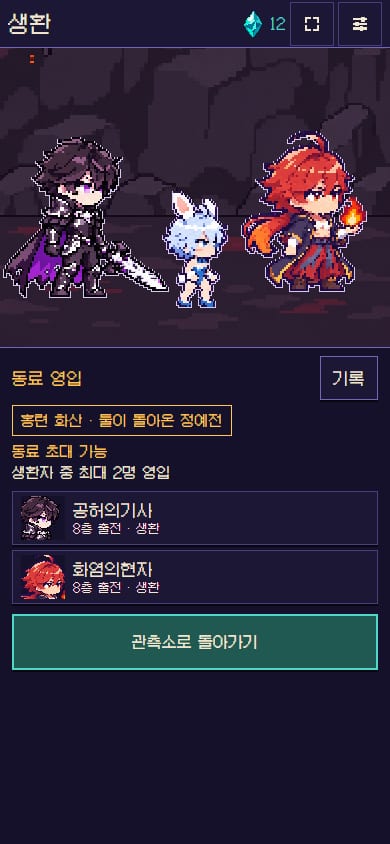 생환
12
동료 영입
기록
홍련 화산 · 둘이 돌아온 정예전
동료 초대 가능
생환자 중 최대 2명 영입
공허의기사
8층 출전 · 생환
화염의현자
8층 출전 · 생환
관측소로 돌아가기